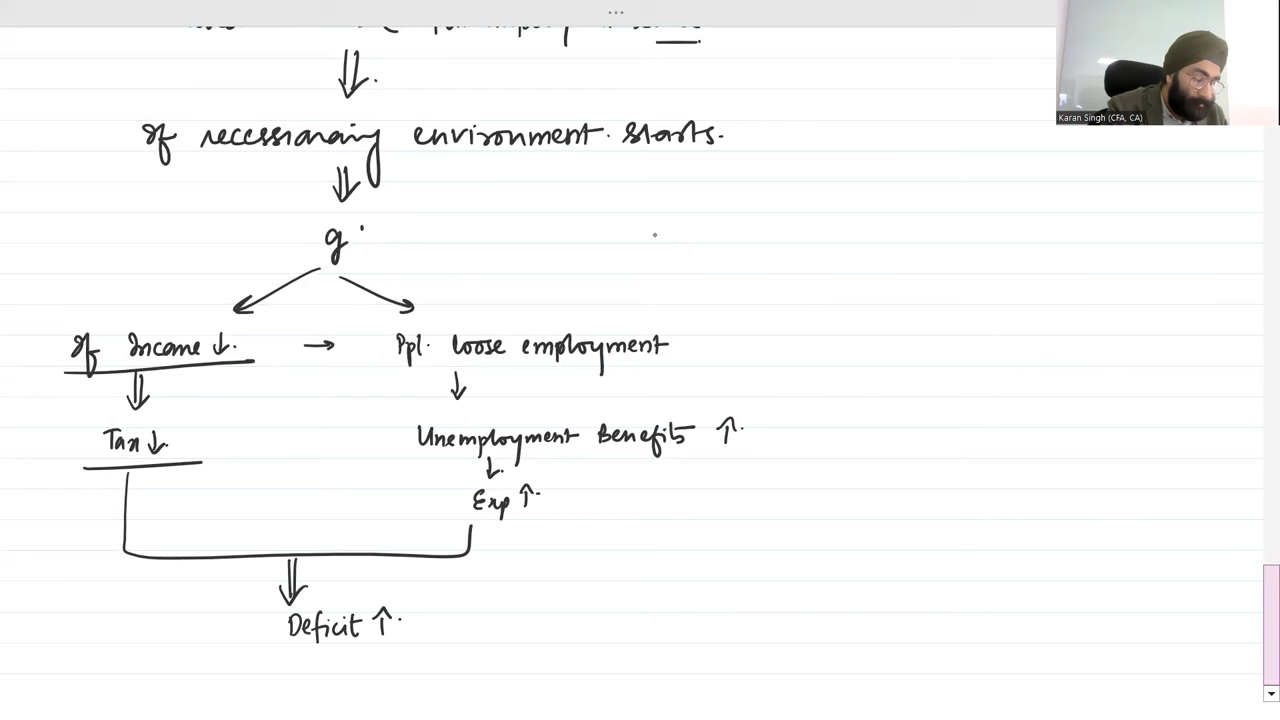 Karan Singh (CFA, CA)
If recessionary environment starts.
g
If Income ↓. → Ppl. loose employment
Tax ↓. Unemployment Benefits ↑.
Exp ↑.
Deficit ↑.